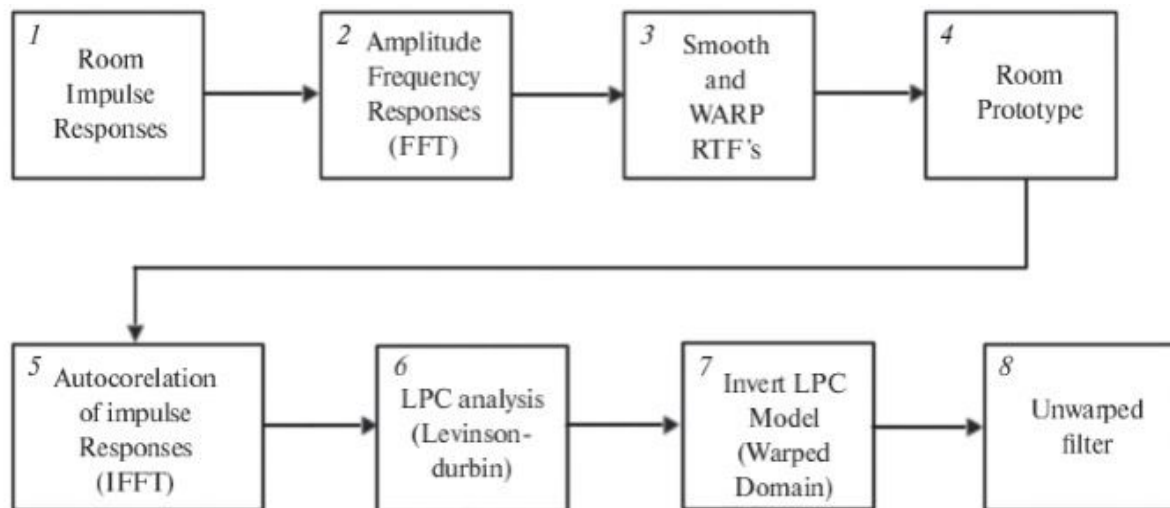 1
Room
Impulse
Responses
2
Amplitude
Frequency
Responses
(FFT)
3
Smooth
and
WARP
RTF's
4
Room
Prototype
5
Autocorelation
of impulse
Responses
(IFFT)
6
LPC analysis
(Levinson-
durbin)
7
Invert LPC
Model
(Warped
Domain)
8
Unwarped
filter